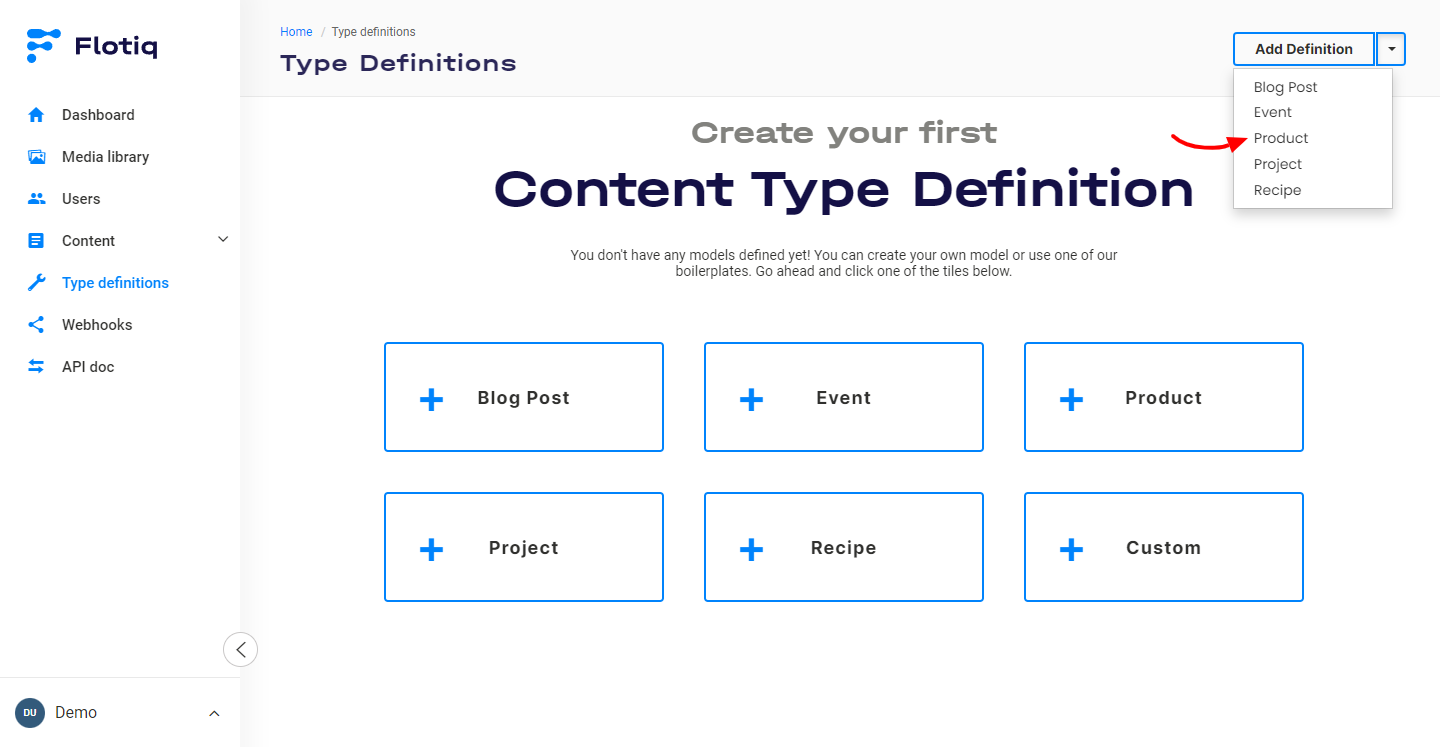 Flotiq
Dashboard
Media library
Users
Content
Type definitions
Webhooks
API doc
DU Demo
Home / Type definitions
Type Definitions
Add Definition
Blog Post
Event
Product
Project
Recipe
Create your first
Content Type Definition
You don't have any models defined yet! You can create your own model or use one of our
boilerplates. Go ahead and click one of the tiles below.
+ Blog Post
+ Event
+ Product
+ Project
+ Recipe
+ Custom